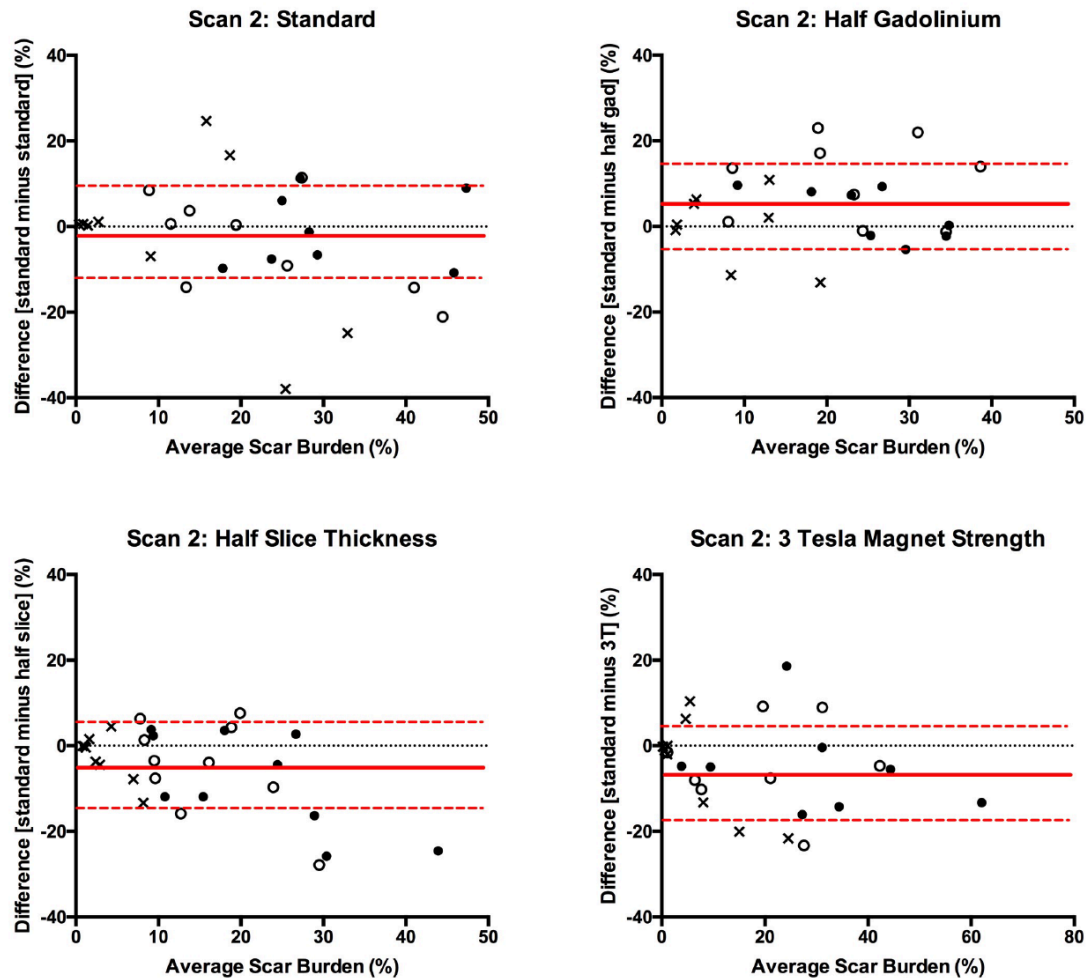 Scan 2: Standard
Difference [standard minus standard] (%)
40
20
0
-20
-40
0 10 20 30 40 50
Average Scar Burden (%)
Scan 2: Half Gadolinium
Difference [standard minus half gad] (%)
40
20
0
-20
-40
0 10 20 30 40 50
Average Scar Burden (%)
Scan 2: Half Slice Thickness
Difference [standard minus half slice] (%)
40
20
0
-20
-40
0 10 20 30 40 50
Average Scar Burden (%)
Scan 2: 3 Tesla Magnet Strength
Difference [standard minus 3T] (%)
40
20
0
-20
-40
0 20 40 60 80
Average Scar Burden (%)